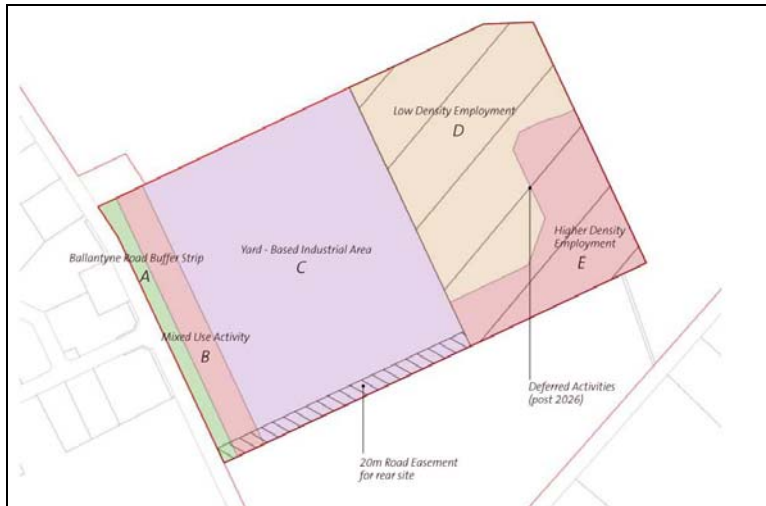 Low Density Employment
D
Higher Density
Employment
E
Yard - Based Industrial Area
C
Ballantyne Road Buffer Strip
A
Mixed Use Activity
B
Deferred Activities
(post 2026)
20m Road Easement
for rear site